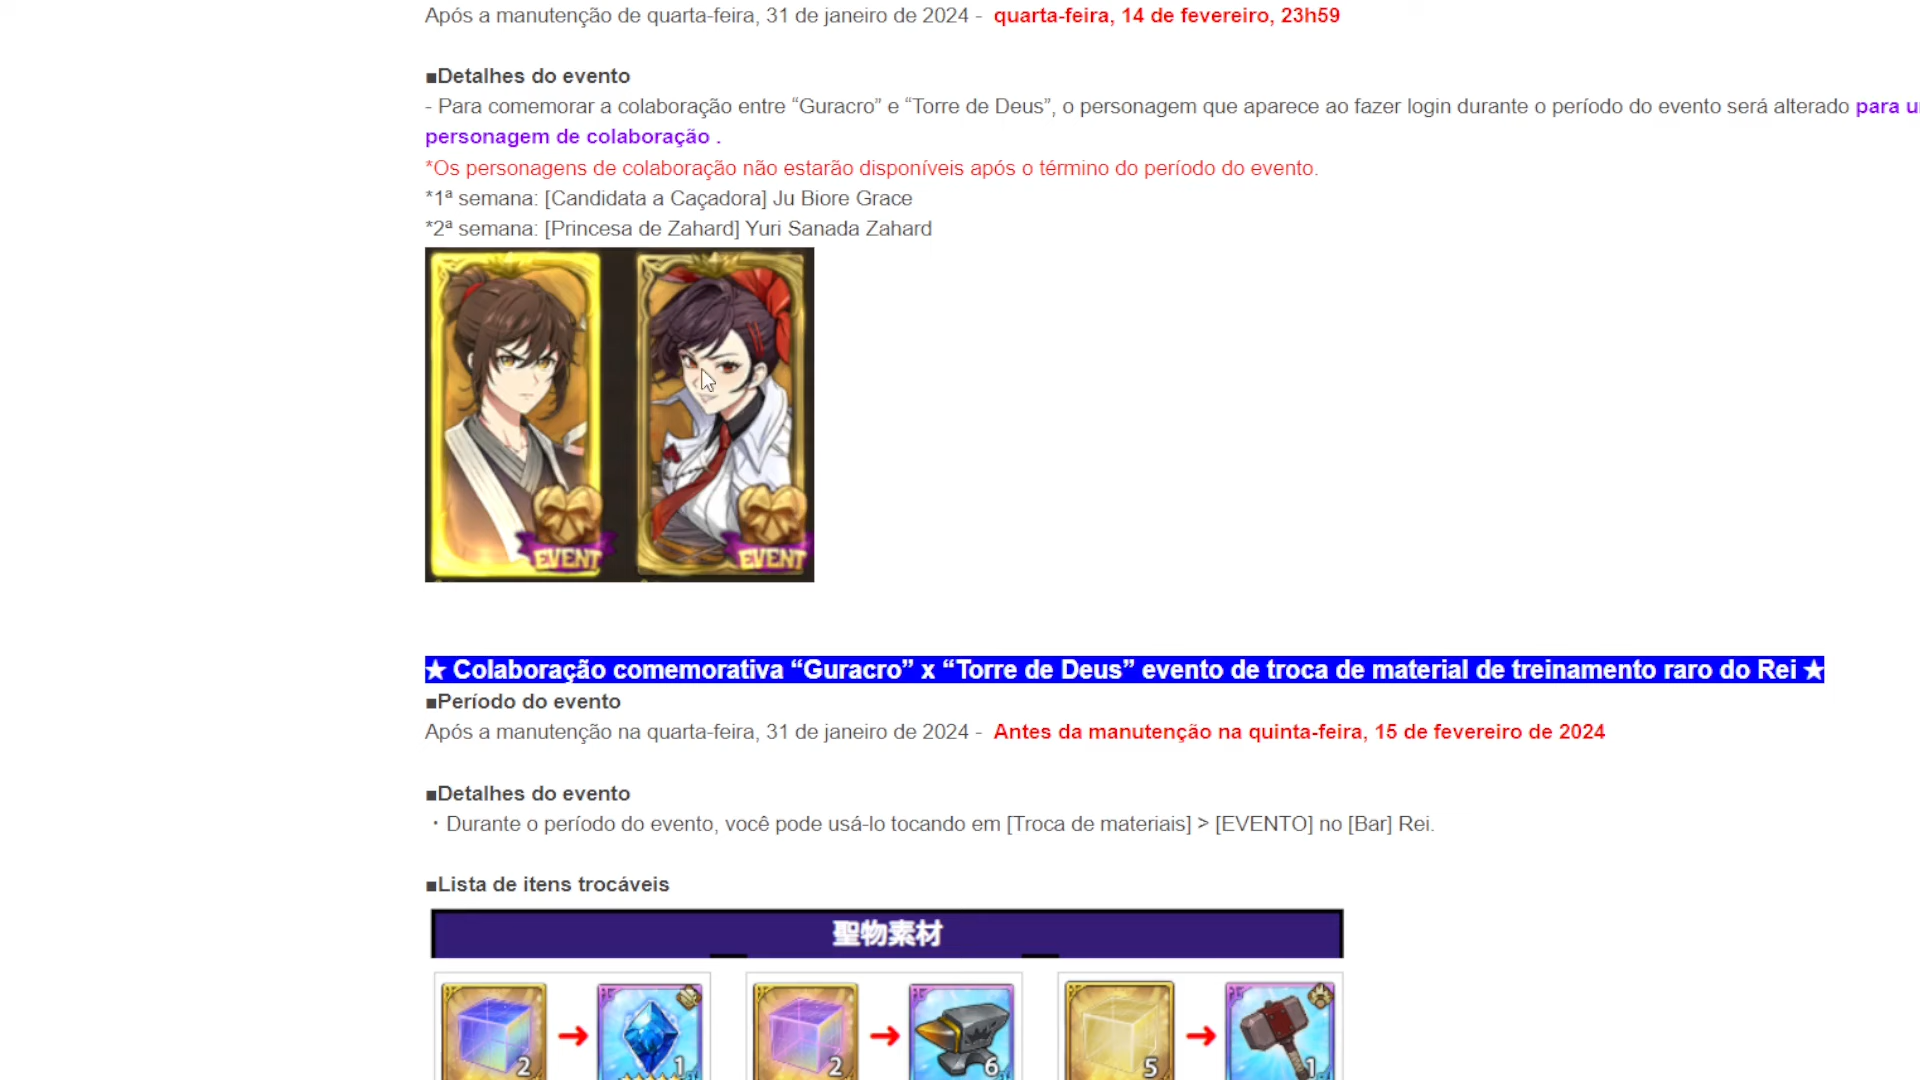 Após a manutenção de quarta-feira, 31 de janeiro de 2024 - quarta-feira, 14 de fevereiro, 23h59
■Detalhes do evento
- Para comemorar a colaboração entre “Guracro” e “Torre de Deus”, o personagem que aparece ao fazer login durante o período do evento será alterado para
personagem de colaboração .
*Os personagens de colaboração não estarão disponíveis após o término do período do evento.
*1ª semana: [Candidata a Caçadora] Ju Biore Grace
*2ª semana: [Princesa de Zahard] Yuri Sanada Zahard
EVENT EVENT
★ Colaboração comemorativa “Guracro” x “Torre de Deus” evento de troca de material de treinamento raro do Rei ★
■Período do evento
Após a manutenção na quarta-feira, 31 de janeiro de 2024 - Antes da manutenção na quinta-feira, 15 de fevereiro de 2024
■Detalhes do evento
・Durante o período do evento, você pode usá-lo tocando em [Troca de materiais] > [EVENTO] no [Bar] Rei.
■Lista de itens trocáveis
聖物素材
2 1 2 6 5 1